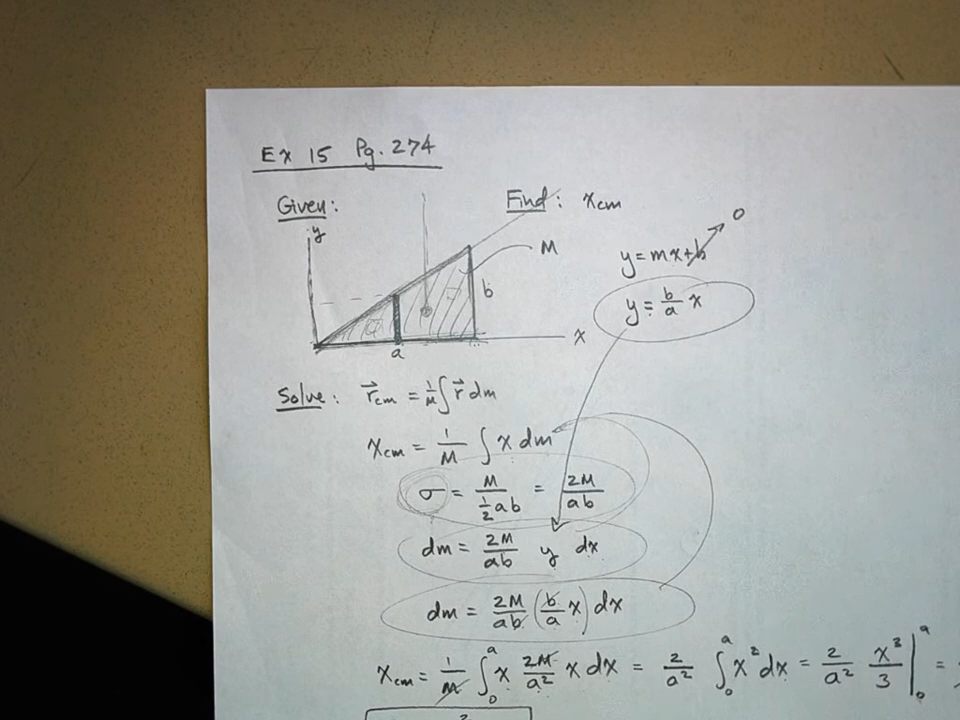 Ex 15 Pg. 274
Given:
Find: xcm
y
M
b
x
a
y = mx + b
0
y = b/a x
Solve: r⃗cm = 1/M ∫ r⃗ dm
xcm = 1/M ∫ x dm
σ = M / ½ab = 2M/ab
dm = 2M/ab y dx
dm = 2M/ab (b/a x) dx
xcm = 1/M ∫₀ᵃ x 2M/a² x dx = 2/a² ∫₀ᵃ x² dx = 2/a² x³/3 |₀ᵃ =